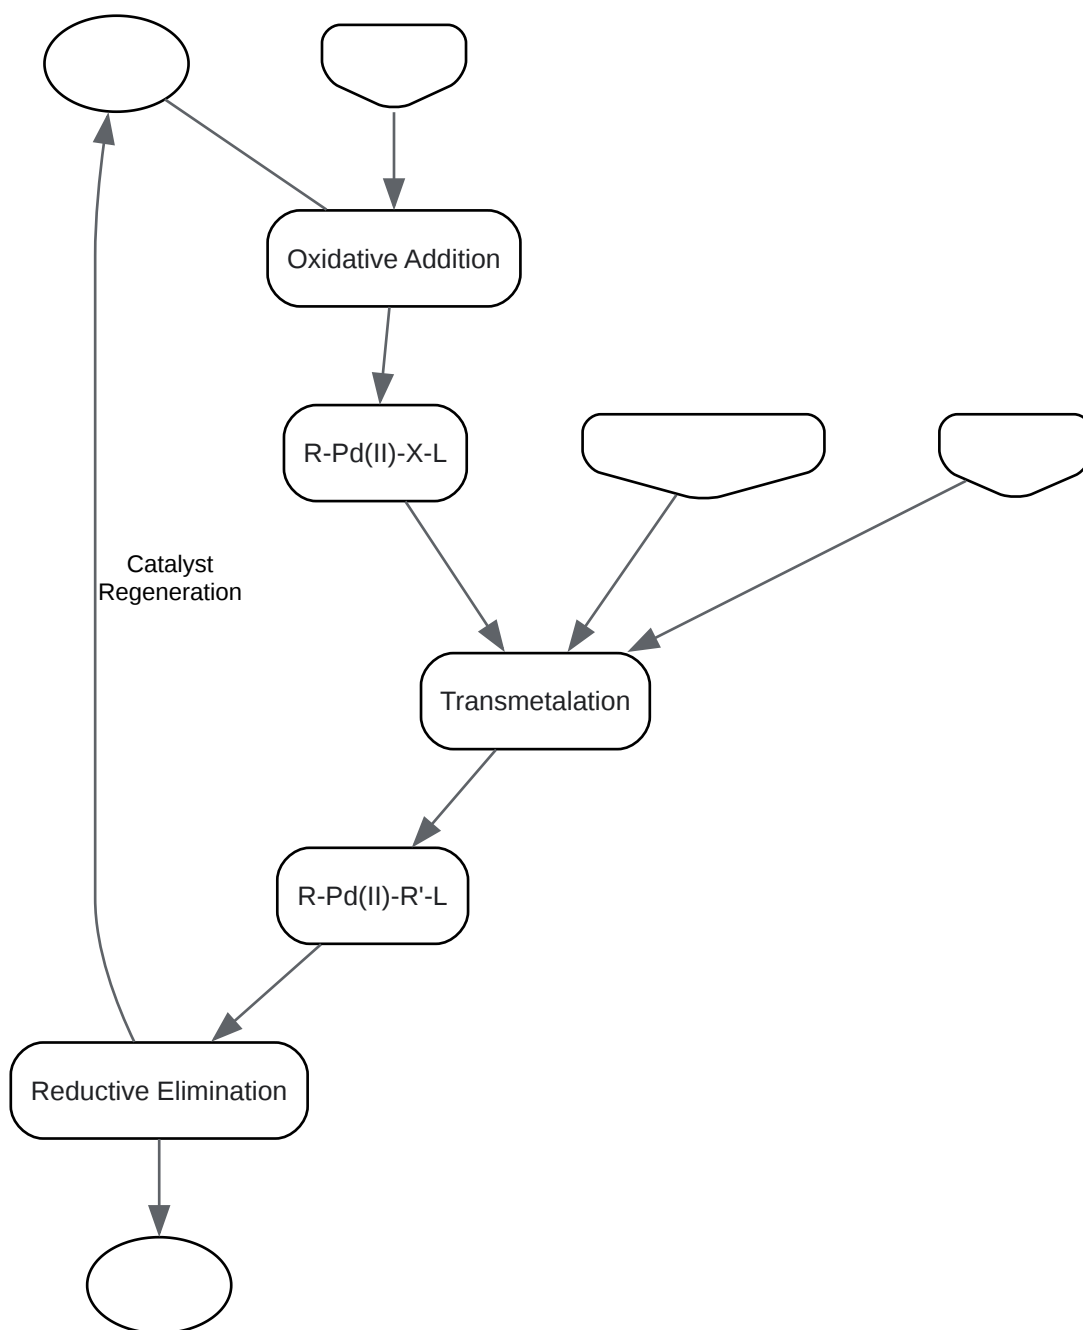 Oxidative Addition
R-Pd(II)-X-L
Catalyst
Regeneration
Transmetalation
R-Pd(II)-R'-L
Reductive Elimination